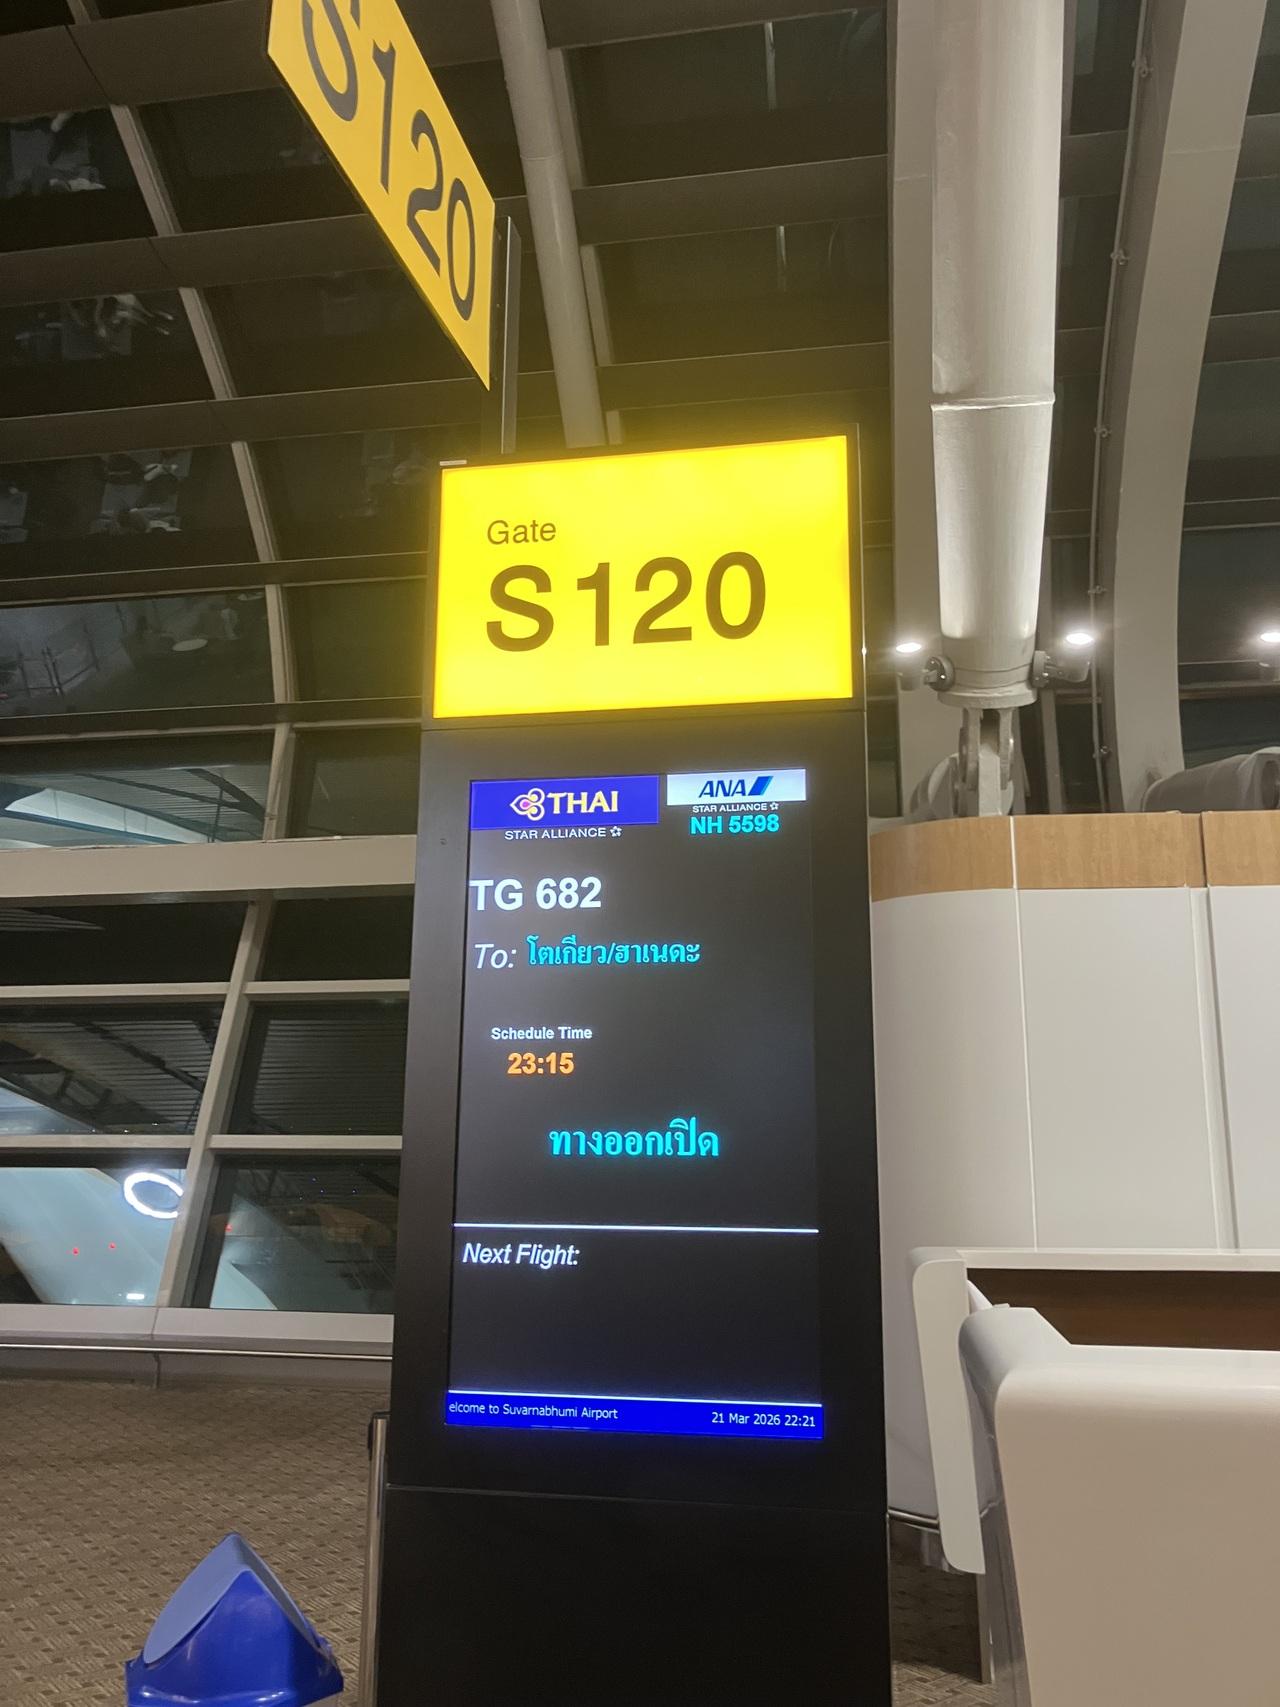 S120
Gate
S120
THAI
STAR ALLIANCE
ANA
STAR ALLIANCE
NH 5598
TG 682
To: โตเกียว/ฮาเนดะ
Schedule Time
23:15
ทางออกเปิด
Next Flight:
elcome to Suvarnabhumi Airport
21 Mar 2026 22:21